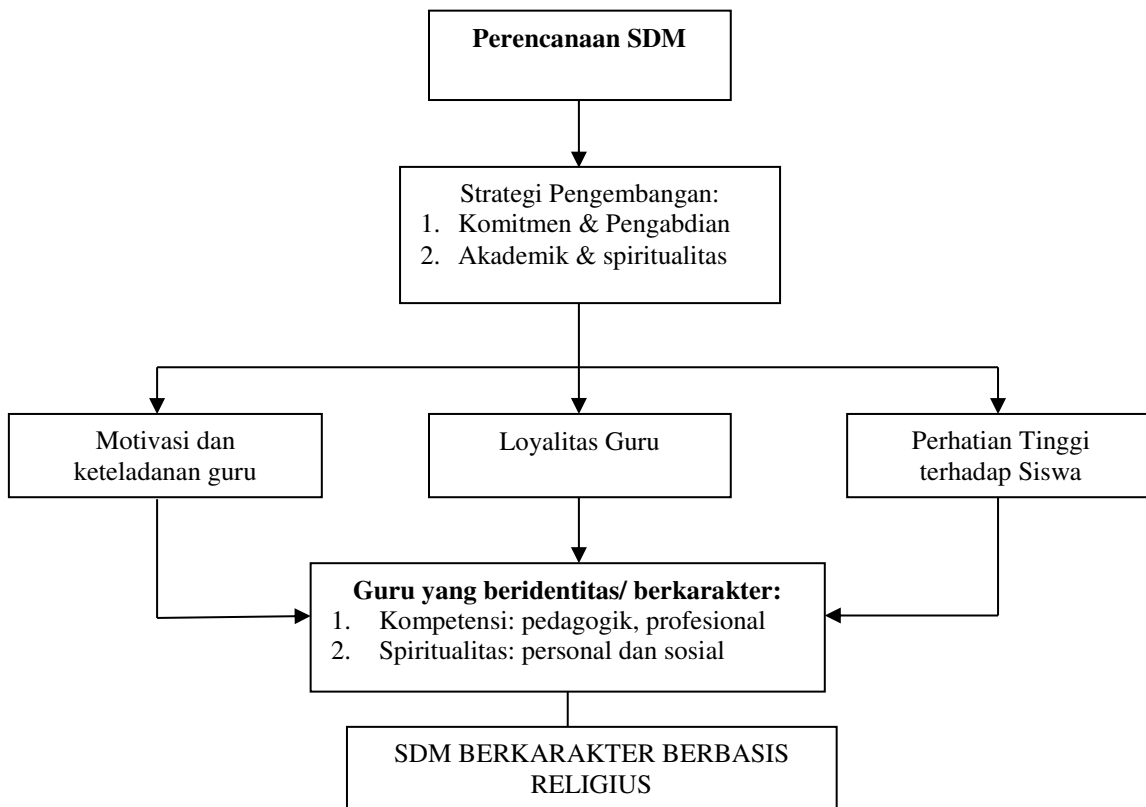 Perencanaan SDM
Strategi Pengembangan:
1. Komitmen & Pengabdian
2. Akademik & spiritualitas
Motivasi dan
keteladanan guru
Loyalitas Guru
Perhatian Tinggi
terhadap Siswa
Guru yang beridentitas/ berkarakter:
1. Kompetensi: pedagogik, profesional
2. Spiritualitas: personal dan sosial
SDM BERKARAKTER BERBASIS
RELIGIUS